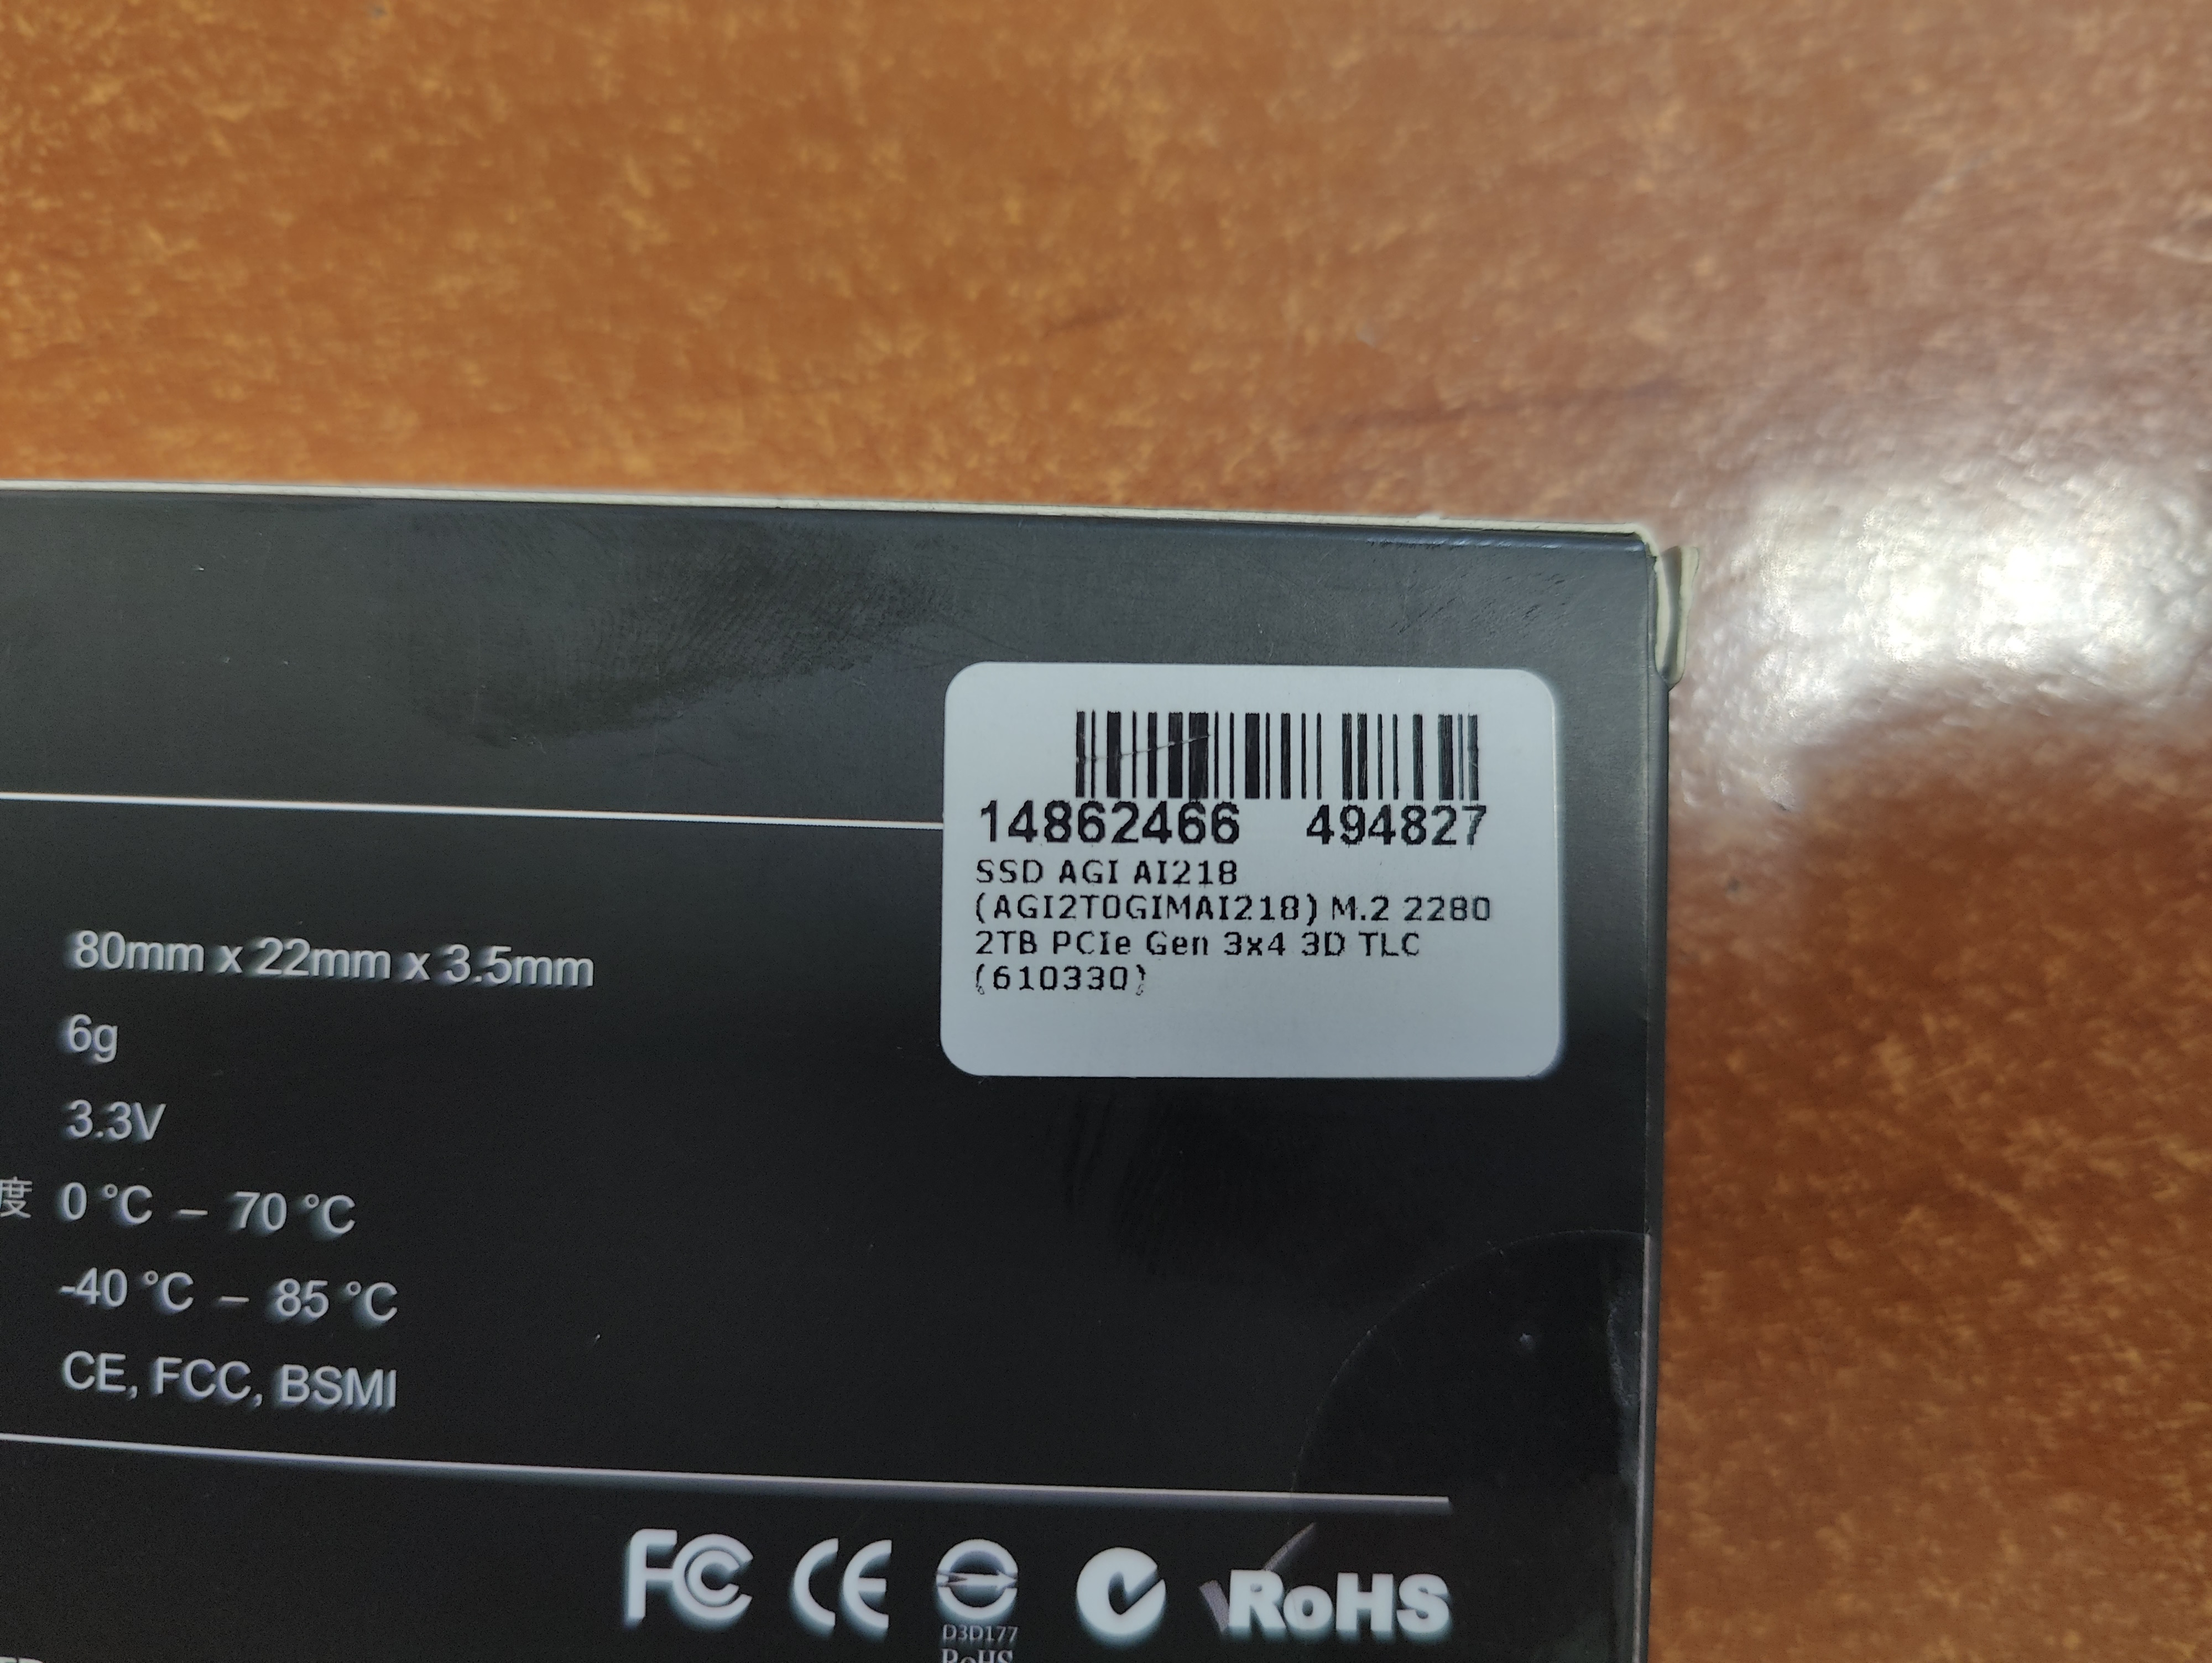 14862466 494827
SSD AGI AI218
(AGI2T0GIMAI218) M.2 2280
2TB PCIe Gen 3x4 3D TLC
(610330)
80mm x 22mm x 3.5mm
6g
3.3V
度 0 °C – 70 °C
-40 °C – 85 °C
CE, FCC, BSMI
FC CE RoHS
D3D177
RoHS